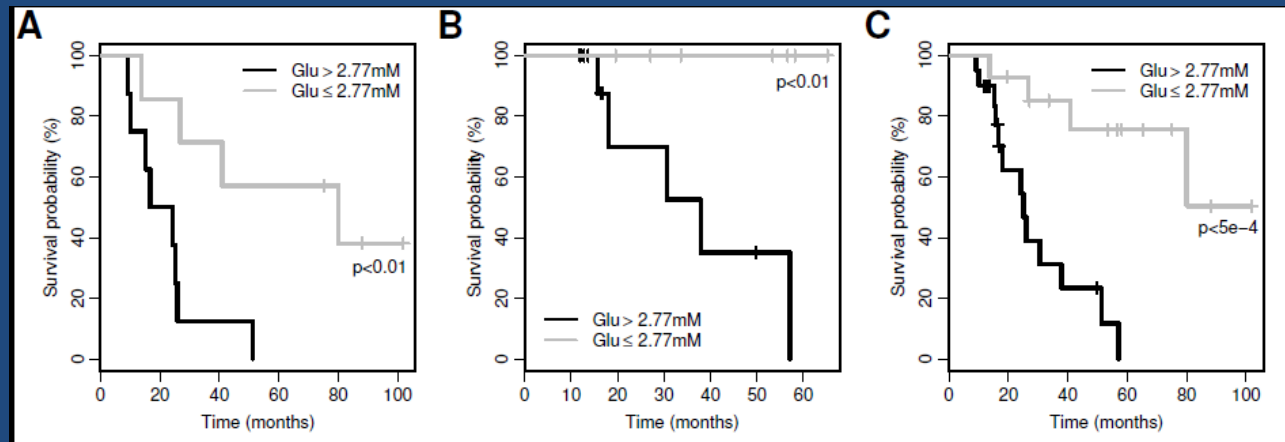 A
Survival probability (%)
100
80
60
40
20
0
Glu > 2.77mM
Glu ≤ 2.77mM
p<0.01
0 20 40 60 80 100
Time (months)
B
Survival probability (%)
100
80
60
40
20
0
p<0.01
Glu > 2.77mM
Glu ≤ 2.77mM
0 10 20 30 40 50 60
Time (months)
C
Survival probability (%)
100
80
60
40
20
0
Glu > 2.77mM
Glu ≤ 2.77mM
p<5e−4
0 20 40 60 80 100
Time (months)